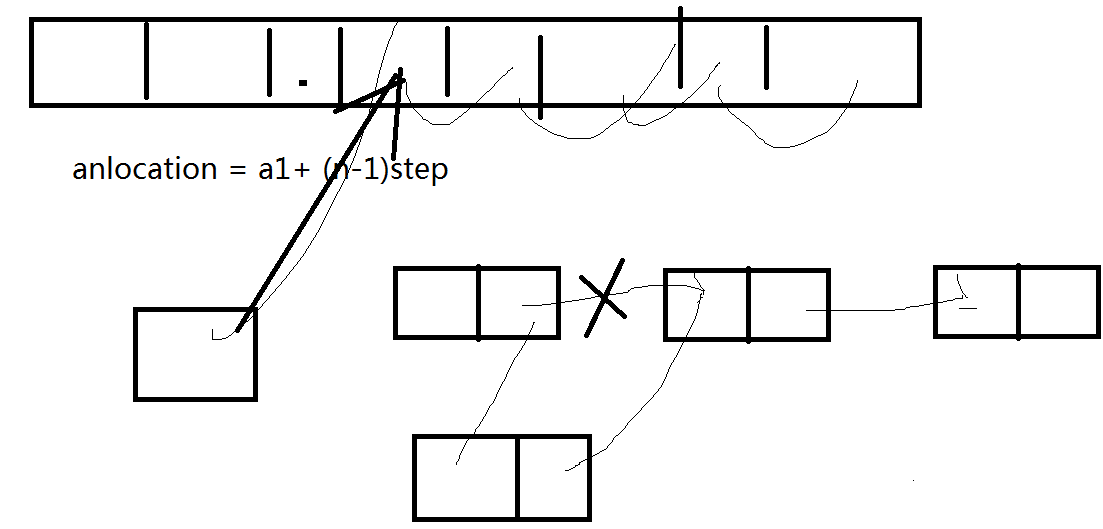 anlocation = a1+ (n-1)step